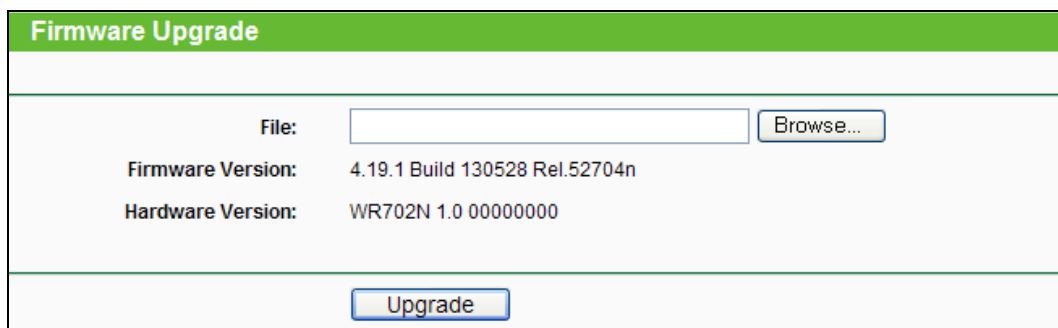 Firmware Upgrade
File: Browse...
Firmware Version: 4.19.1 Build 130528 Rel.52704n
Hardware Version: WR702N 1.0 00000000
Upgrade